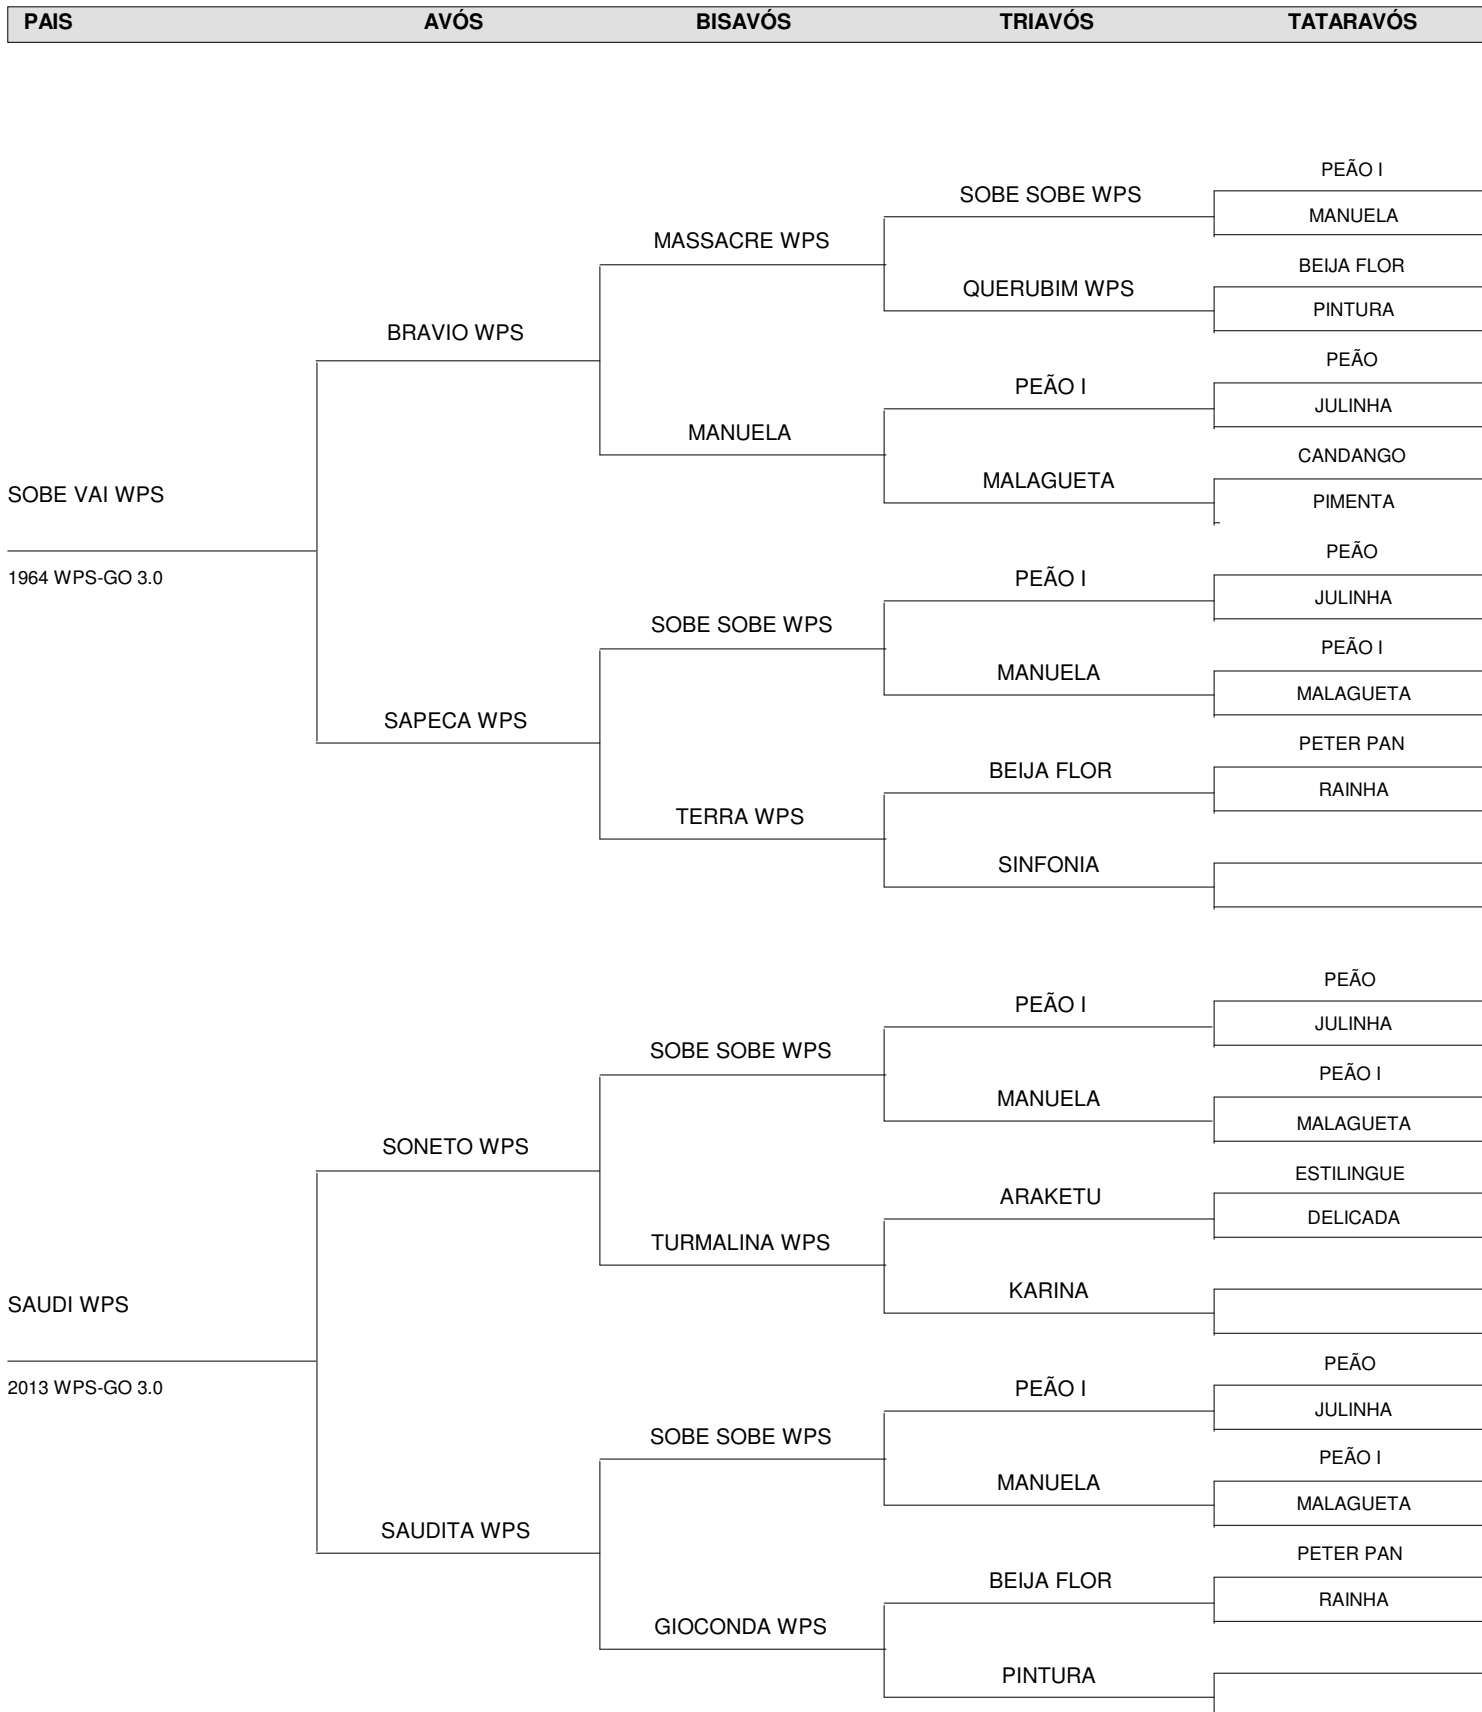 PAIS AVÓS BISAVÓS TRIAVÓS TATARAVÓS
PEÃO I
SOBE SOBE WPS
MANUELA
MASSACRE WPS
BEIJA FLOR
QUERUBIM WPS
PINTURA
BRAVIO WPS
PEÃO
PEÃO I
JULINHA
MANUELA
CANDANGO
MALAGUETA
SOBE VAI WPS
PIMENTA
PEÃO
1964 WPS-GO 3.0
PEÃO I
JULINHA
SOBE SOBE WPS
PEÃO I
MANUELA
MALAGUETA
SAPECA WPS
PETER PAN
BEIJA FLOR
RAINHA
TERRA WPS
SINFONIA
PEÃO
PEÃO I
JULINHA
SOBE SOBE WPS
PEÃO I
MANUELA
MALAGUETA
SONETO WPS
ESTILINGUE
ARAKETU
DELICADA
TURMALINA WPS
KARINA
SAUDI WPS
PEÃO
2013 WPS-GO 3.0
PEÃO I
JULINHA
SOBE SOBE WPS
PEÃO I
MANUELA
MALAGUETA
SAUDITA WPS
PETER PAN
BEIJA FLOR
RAINHA
GIOCONDA WPS
PINTURA